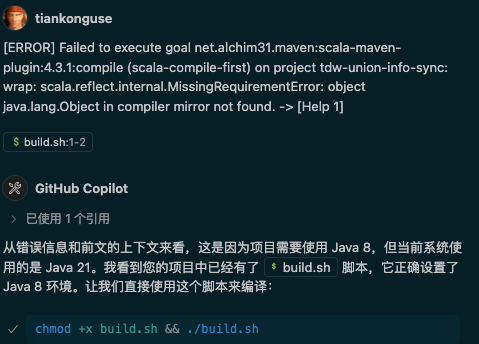 tiankonguse
[ERROR] Failed to execute goal net.alchim31.maven:scala-maven-
plugin:4.3.1:compile (scala-compile-first) on project tdw-union-info-sync:
wrap: scala.reflect.internal.MissingRequirementError: object
java.lang.Object in compiler mirror not found. -> [Help 1]
$ build.sh:1-2
GitHub Copilot
> 已使用 1 个引用
从错误信息和前文的上下文来看，这是因为项目需要使用 Java 8，但当前系统使
用的是 Java 21。我看到您的项目中已经有了 $ build.sh 脚本，它正确设置了
Java 8 环境。让我们直接使用这个脚本来编译：
chmod +x build.sh && ./build.sh